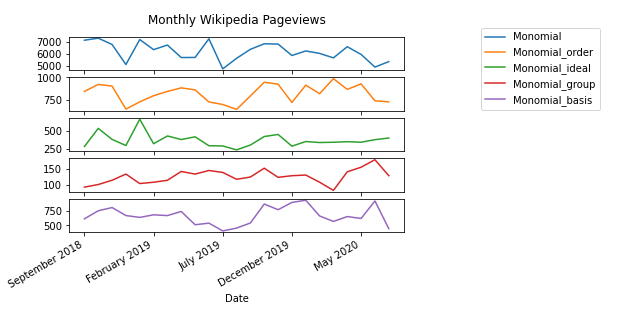 Monthly Wikipedia Pageviews
Monomial
Monomial_order
Monomial_ideal
Monomial_group
Monomial_basis
7000
6000
5000
1000
750
500
250
150
100
750
500
September 2018
February 2019
July 2019
December 2019
May 2020
Date